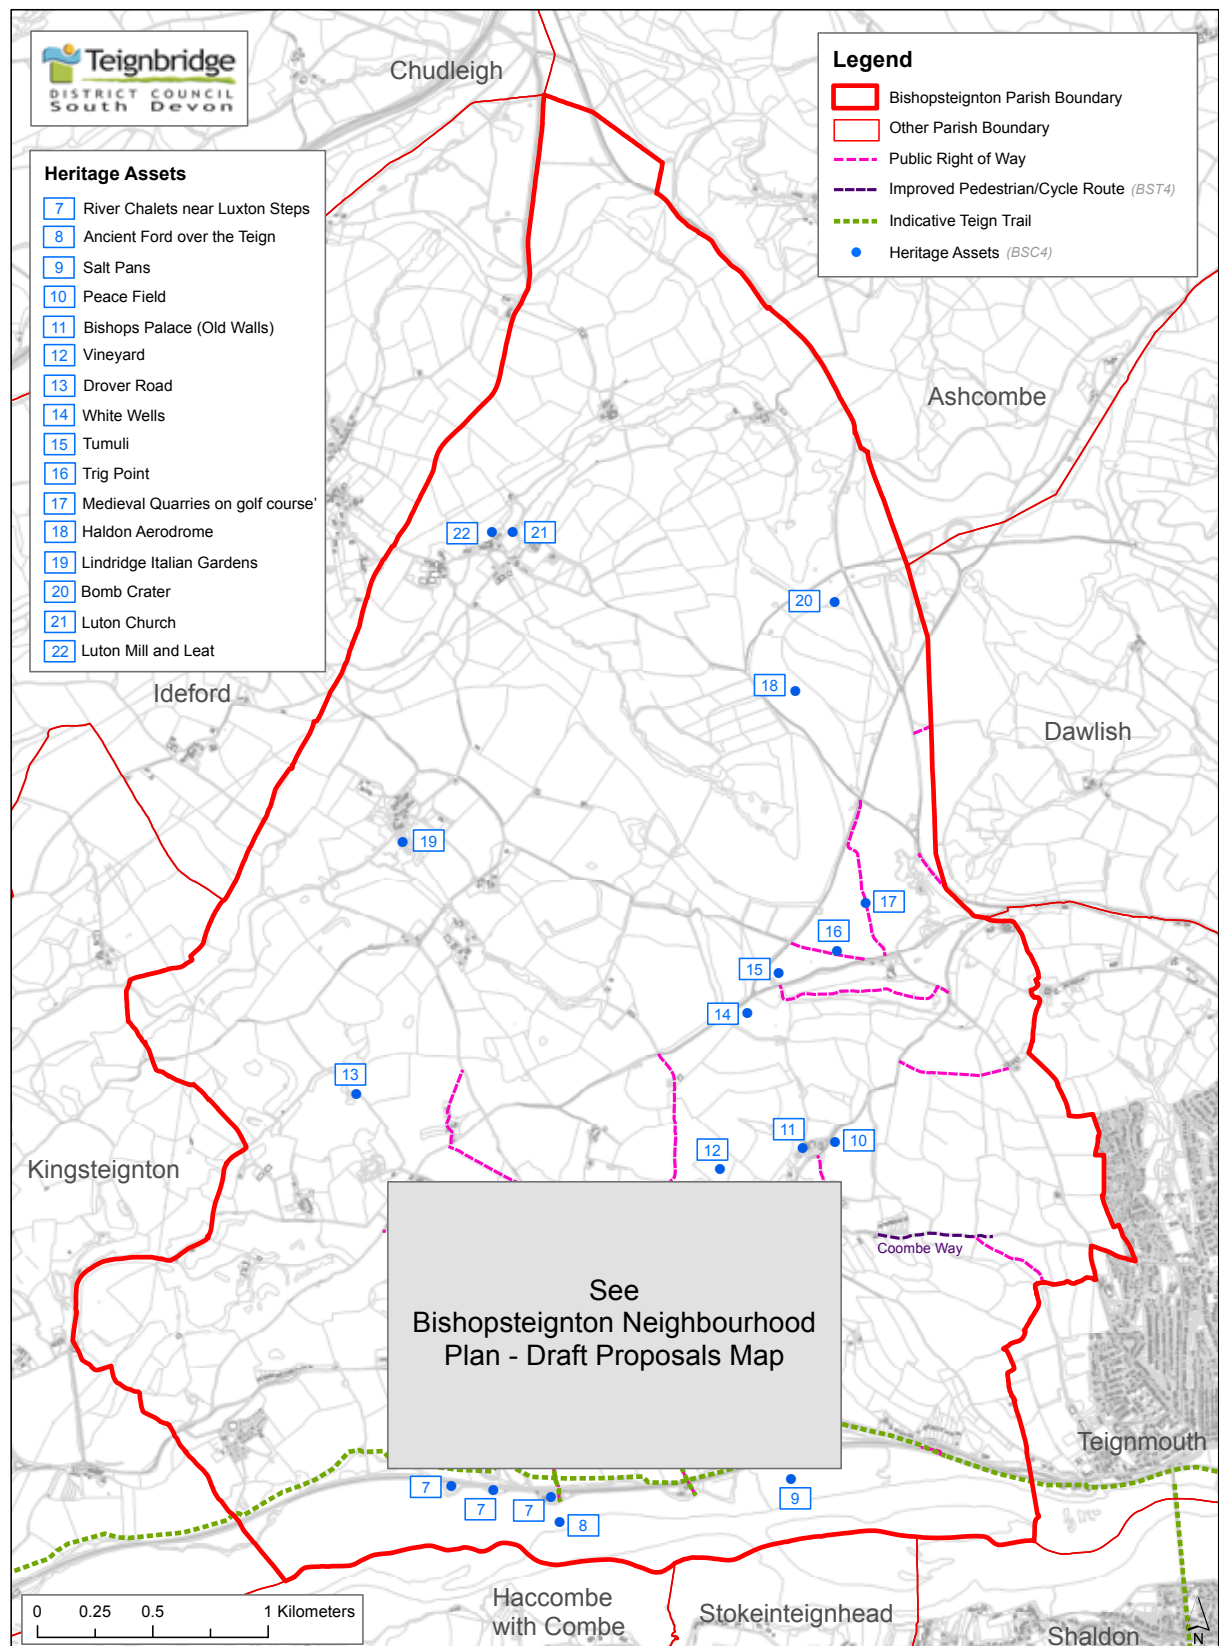 Teignbridge
DISTRICT COUNCIL
South Devon
Chudleigh
Legend
Bishopsteignton Parish Boundary
Other Parish Boundary
Public Right of Way
Improved Pedestrian/Cycle Route (BST4)
Indicative Teign Trail
Heritage Assets (BSC4)
Heritage Assets
7 River Chalets near Luxton Steps
8 Ancient Ford over the Teign
9 Salt Pans
10 Peace Field
11 Bishops Palace (Old Walls)
12 Vineyard
13 Drover Road
14 White Wells
15 Tumuli
16 Trig Point
17 Medieval Quarries on golf course'
18 Haldon Aerodrome
19 Lindridge Italian Gardens
20 Bomb Crater
21 Luton Church
22 Luton Mill and Leat
Ashcombe
22
21
20
18
Ideford
Dawlish
19
17
16
15
14
13
11
10
12
Kingsteignton
Coombe Way
See
Bishopsteignton Neighbourhood
Plan - Draft Proposals Map
Teignmouth
7
7
7
8
9
Haccombe
with Combe
Stokeinteignhead
Shaldon
0 0.25 0.5 1 Kilometers
N